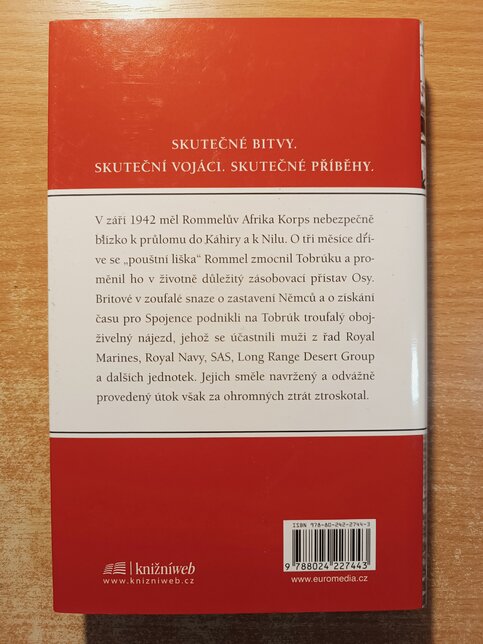 SKUTEČNÉ BITVY.
SKUTEČNÍ VOJÁCI. SKUTEČNÉ PŘÍBĚHY.
V září 1942 měl Rommelův Afrika Korps nebezpečně
blízko k průlomu do Káhiry a k Nilu. O tři měsíce dří-
ve se „pouštní liška" Rommel zmocnil Tobrúku a pro-
měnil ho v životně důležitý zásobovací přístav Osy.
Britové v zoufalé snaze o zastavení Němců a o získání
času pro Spojence podnikli na Tobrúk troufalý oboj-
živelný nájezd, jehož se účastnili muži z řad Royal
Marines, Royal Navy, SAS, Long Range Desert Group
a dalších jednotek. Jejich směle navržený a odvážně
provedený útok však za ohromných ztrát ztroskotal.
ISBN 978-80-242-2744-3
9 788024 227443
www.euromedia.cz
knižníweb
www.knizniweb.cz